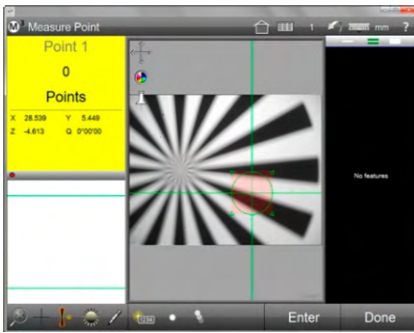 M3 Measure Point
1
mm
?
Point 1
0
Points
X 28.539 Y 5.449
Z -4.613 Q 0°00'00
No features
Enter
Done